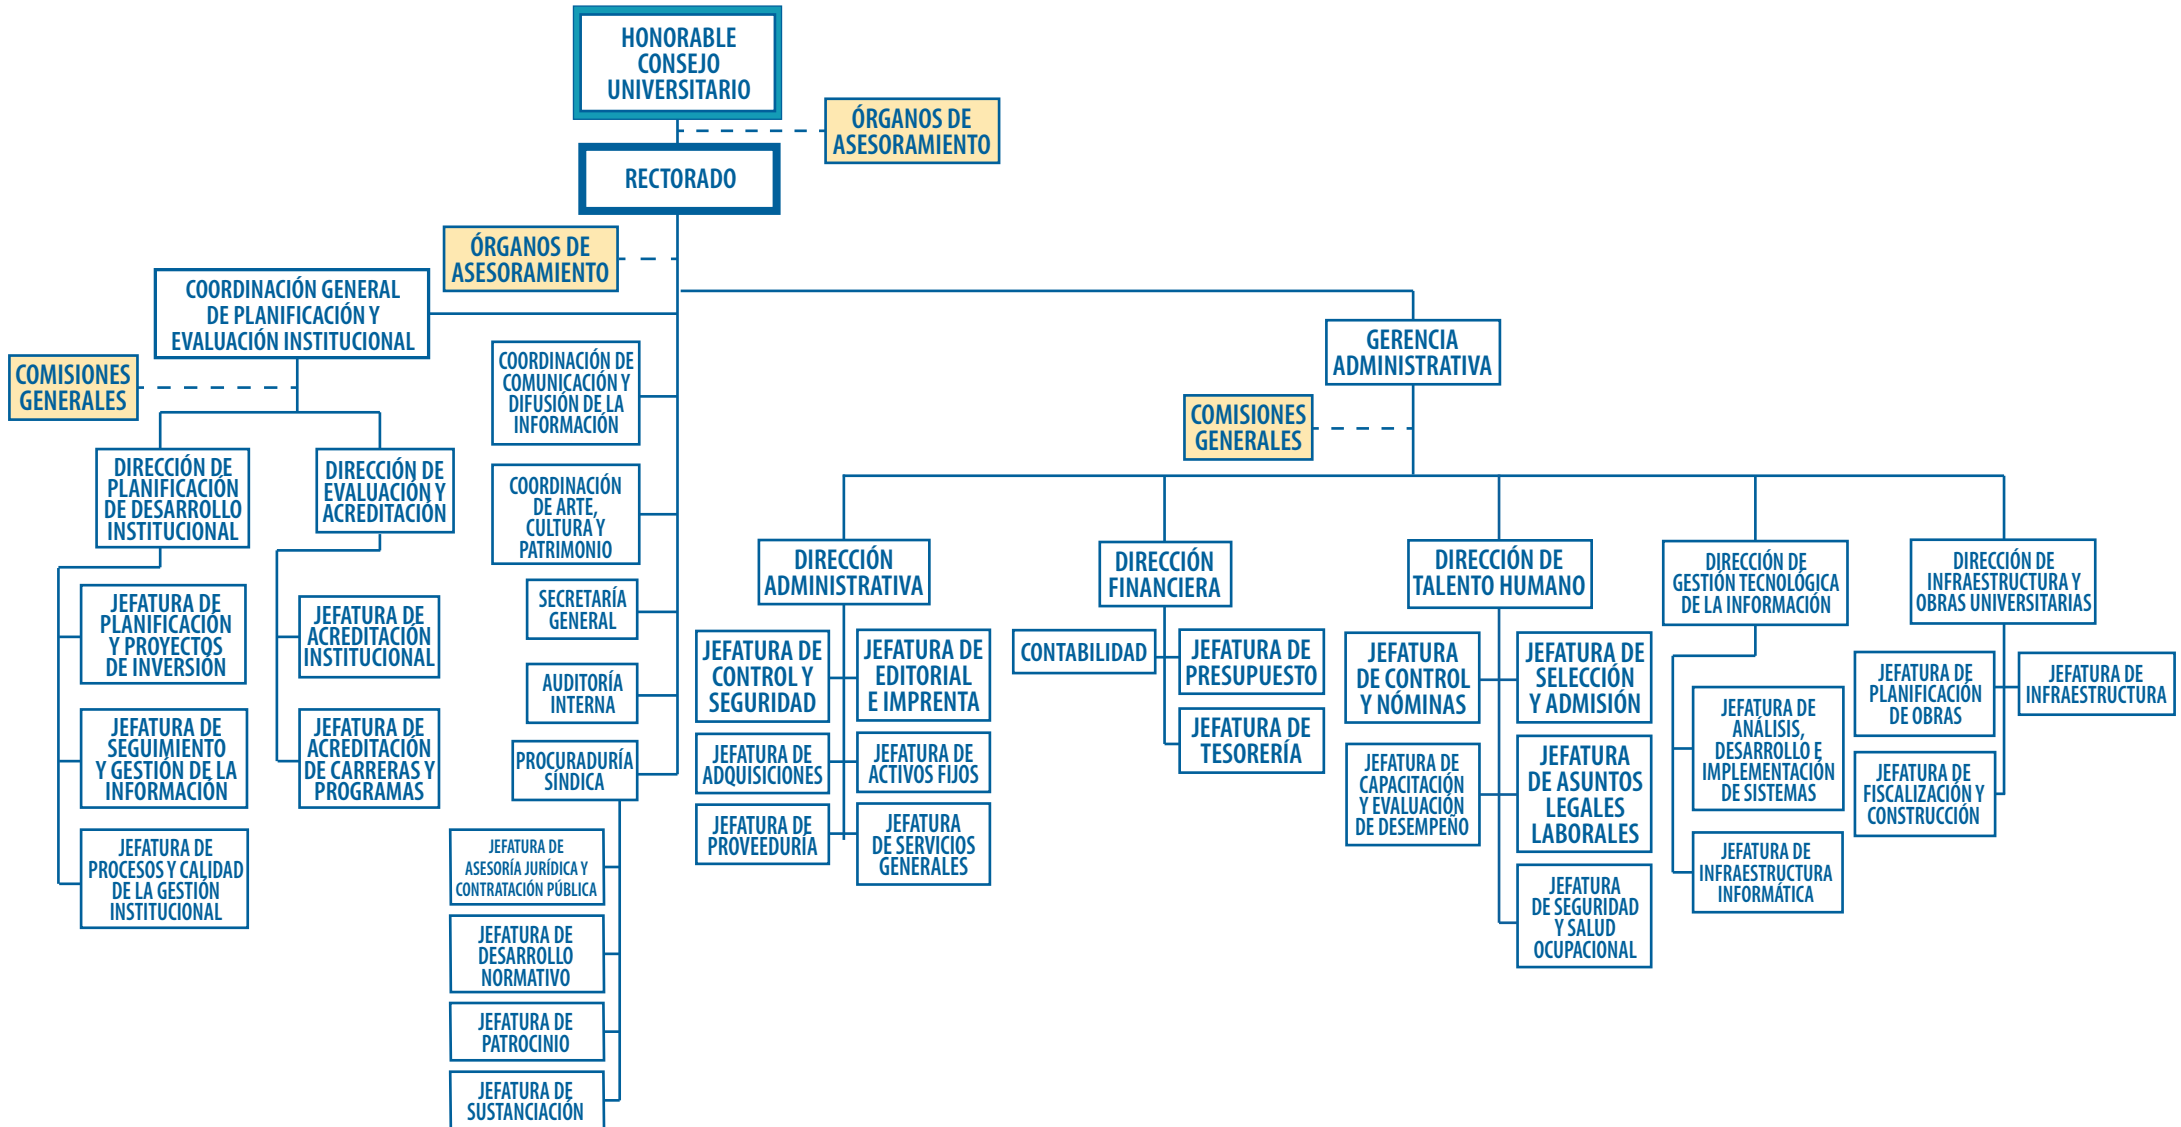 HONORABLE
CONSEJO
UNIVERSITARIO
ÓRGANOS DE
ASESORAMIENTO
RECTORADO
ÓRGANOS DE
ASESORAMIENTO
COORDINACIÓN GENERAL
DE PLANIFICACIÓN Y
EVALUACIÓN INSTITUCIONAL
COMISIONES
GENERALES
DIRECCIÓN DE
PLANIFICACIÓN
DE DESARROLLO
INSTITUCIONAL
JEFATURA DE
PLANIFICACIÓN
Y PROYECTOS
DE INVERSIÓN
JEFATURA DE
SEGUIMIENTO
Y GESTIÓN DE LA
INFORMACIÓN
JEFATURA DE
PROCESOS Y CALIDAD
DE LA GESTIÓN
INSTITUCIONAL
DIRECCIÓN DE
EVALUACIÓN Y
ACREDITACIÓN
JEFATURA DE
ACREDITACIÓN
INSTITUCIONAL
JEFATURA DE
ACREDITACIÓN
DE CARRERAS Y
PROGRAMAS
COORDINACIÓN DE
COMUNICACIÓN Y
DIFUSIÓN DE LA
INFORMACIÓN
COORDINACIÓN
DE ARTE,
CULTURA Y
PATRIMONIO
SECRETARÍA
GENERAL
AUDITORÍA
INTERNA
PROCURADURÍA
SÍNDICA
JEFATURA DE
ASESORÍA JURÍDICA Y
CONTRATACIÓN PÚBLICA
JEFATURA DE
DESARROLLO
NORMATIVO
JEFATURA DE
PATROCINIO
JEFATURA DE
SUSTANCIACIÓN
GERENCIA
ADMINISTRATIVA
COMISIONES
GENERALES
DIRECCIÓN
ADMINISTRATIVA
JEFATURA DE
CONTROL Y
SEGURIDAD
JEFATURA DE
EDITORIAL
E IMPRENTA
JEFATURA DE
ADQUISICIONES
JEFATURA DE
ACTIVOS FIJOS
JEFATURA DE
PROVEEDURÍA
JEFATURA
DE SERVICIOS
GENERALES
DIRECCIÓN
FINANCIERA
CONTABILIDAD
JEFATURA DE
PRESUPUESTO
JEFATURA DE
TESORERÍA
DIRECCIÓN DE
TALENTO HUMANO
JEFATURA
DE CONTROL
Y NÓMINAS
JEFATURA DE
SELECCIÓN
Y ADMISIÓN
JEFATURA DE
CAPACITACIÓN
Y EVALUACIÓN
DE DESEMPEÑO
JEFATURA
DE ASUNTOS
LEGALES
LABORALES
JEFATURA
DE SEGURIDAD
Y SALUD
OCUPACIONAL
DIRECCIÓN DE
GESTIÓN TECNOLÓGICA
DE LA INFORMACIÓN
JEFATURA DE
ANÁLISIS,
DESARROLLO E
IMPLEMENTACIÓN
DE SISTEMAS
JEFATURA DE
INFRAESTRUCTURA
INFORMÁTICA
DIRECCIÓN DE
INFRAESTRUCTURA Y
OBRAS UNIVERSITARIAS
JEFATURA DE
PLANIFICACIÓN
DE OBRAS
JEFATURA DE
INFRAESTRUCTURA
JEFATURA DE
FISCALIZACIÓN Y
CONSTRUCCIÓN